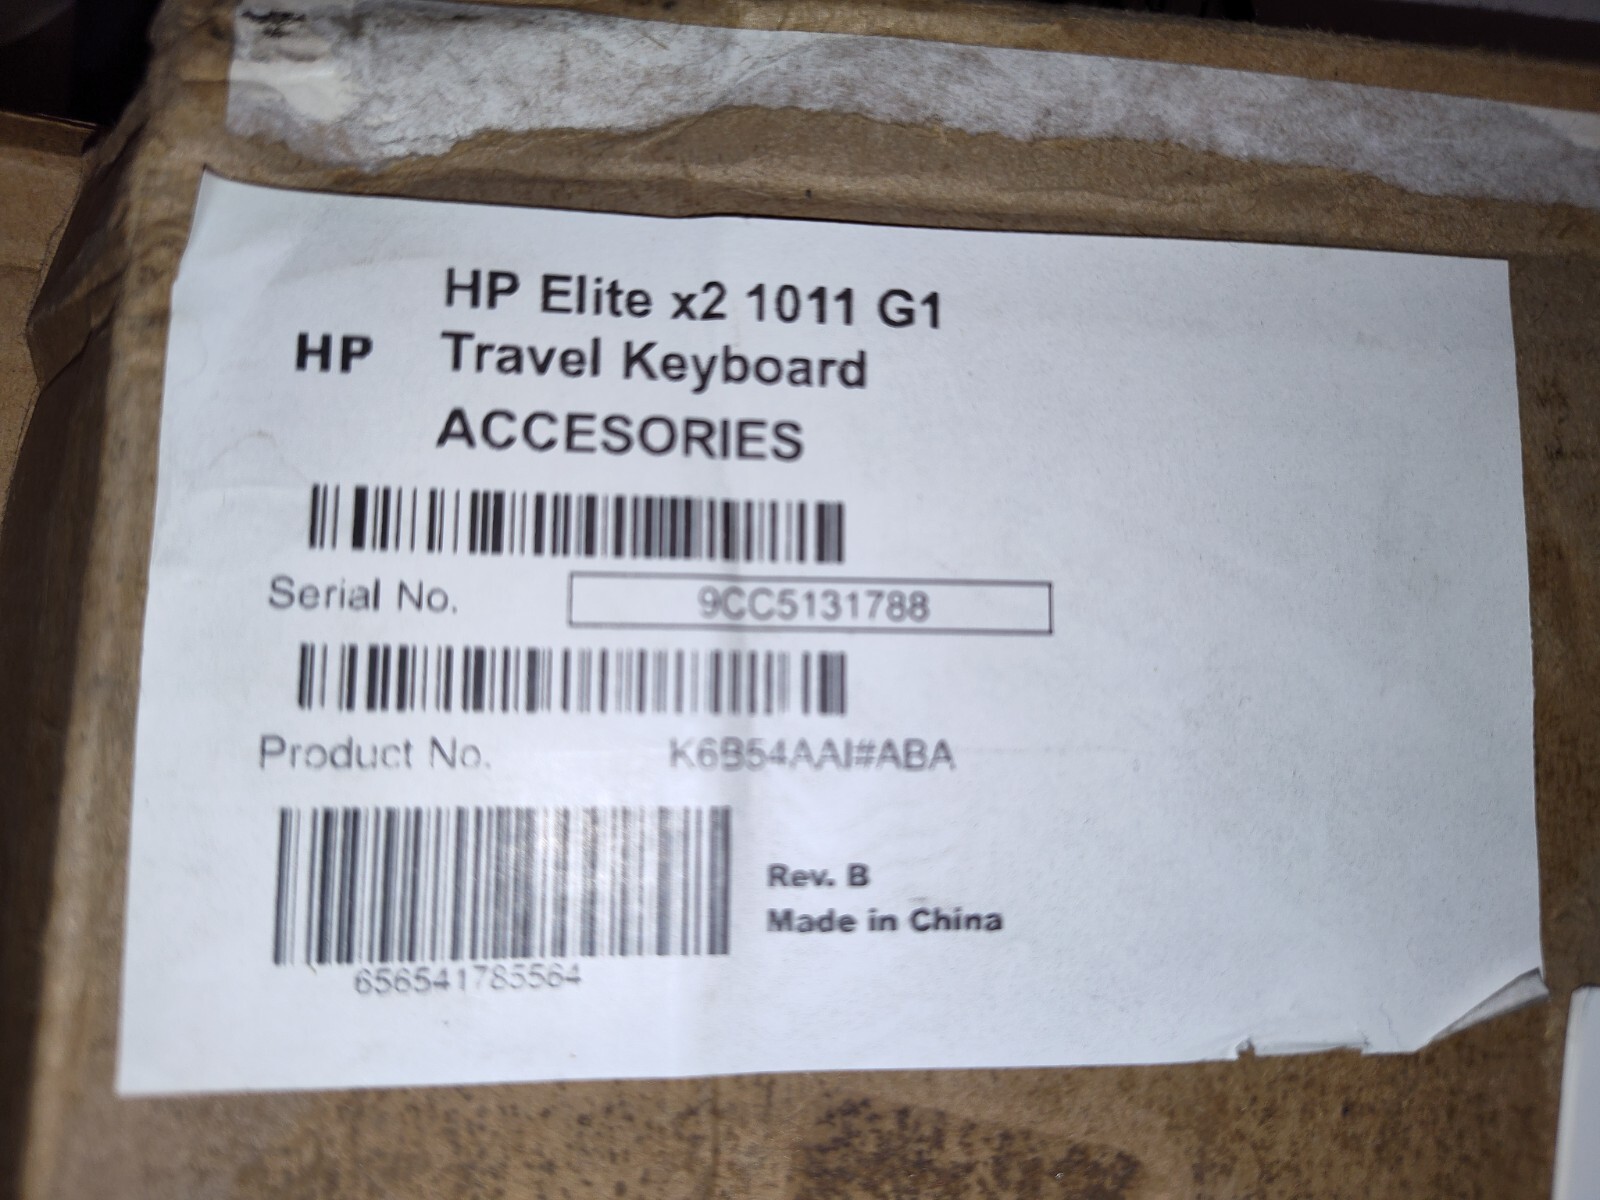 HP Elite x2 1011 G1
HP Travel Keyboard
ACCESORIES
Serial No. 9CC5131788
Product No. K6B54AAI#ABA
Rev. B
Made in China
656541785564